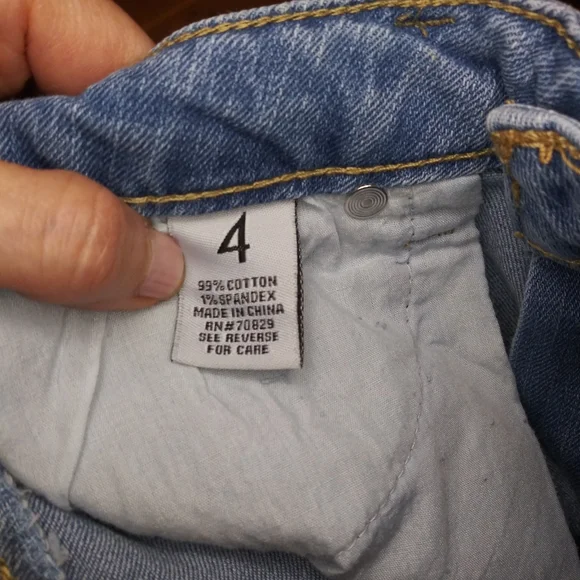 4
99% COTTON
1% SPANDEX
MADE IN CHINA
RN#70829
SEE REVERSE
FOR CARE